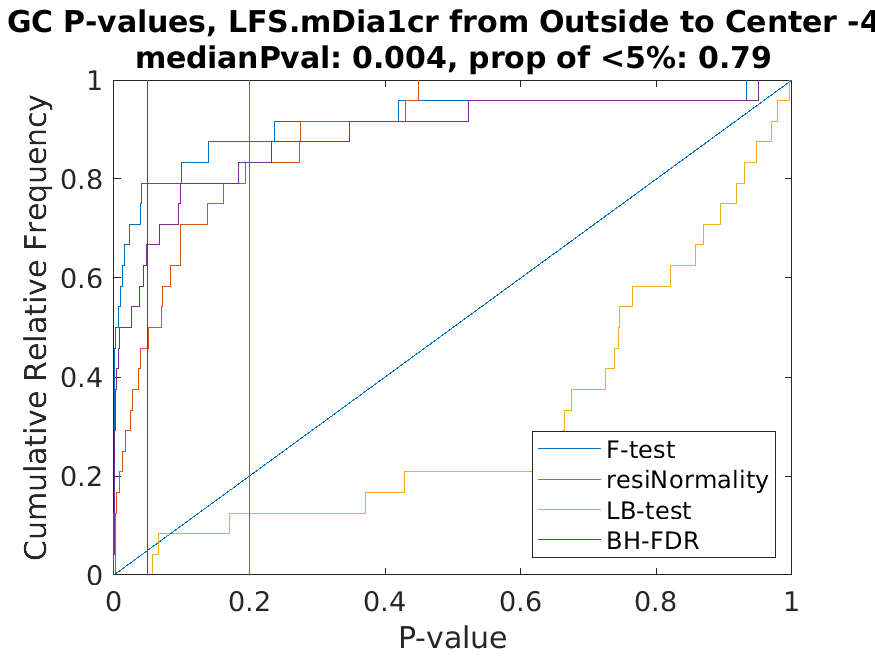 GC P-values, LFS.mDia1cr from Outside to Center -4
medianPval: 0.004, prop of <5%: 0.79
Cumulative Relative Frequency
1
0.8
0.6
0.4
0.2
0
F-test
resiNormality
LB-test
BH-FDR
0 0.2 0.4 0.6 0.8 1
P-value